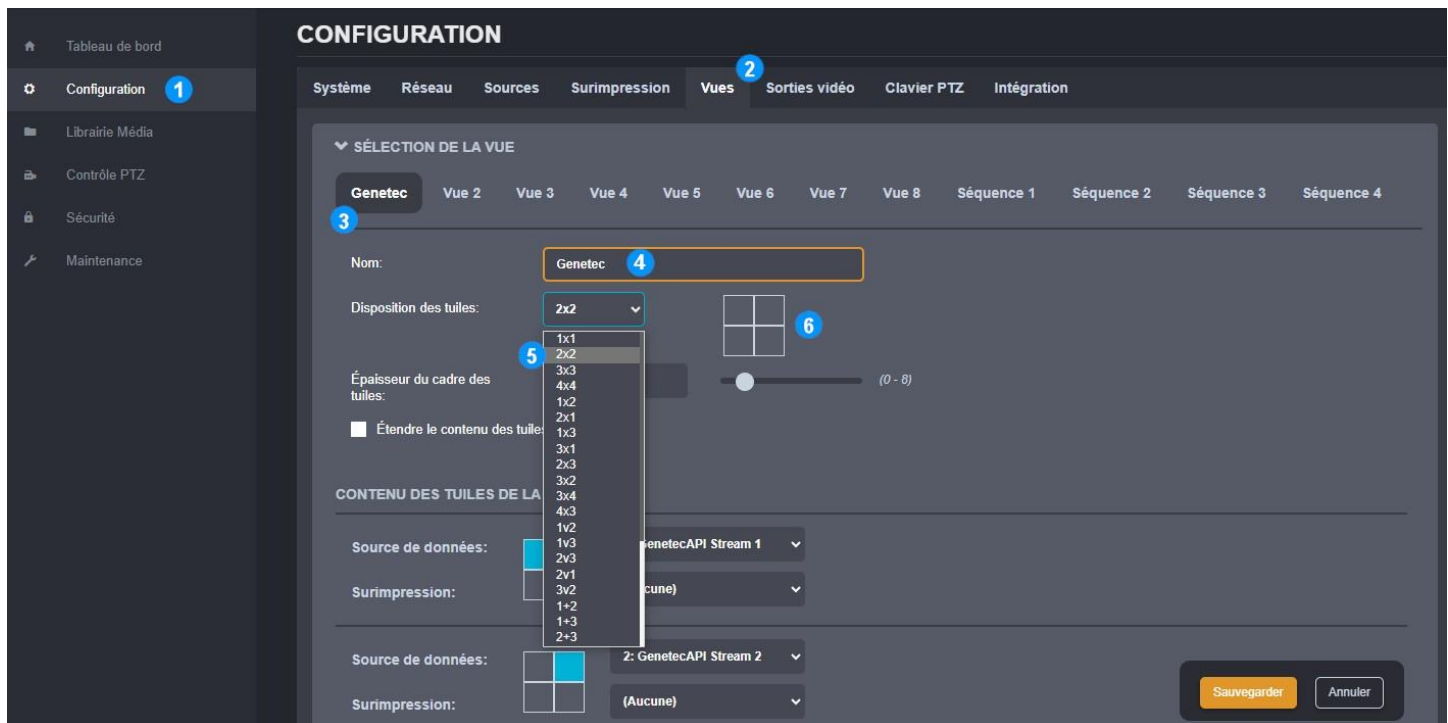 CONFIGURATION
Tableau de bord
Configuration 1
Librairie Média
Contrôle PTZ
Sécurité
Maintenance
2
Système Réseau Sources Surimpression Vues Sorties vidéo Clavier PTZ Intégration
SÉLECTION DE LA VUE
Genetec Vue 2 Vue 3 Vue 4 Vue 5 Vue 6 Vue 7 Vue 8 Séquence 1 Séquence 2 Séquence 3 Séquence 4
3
Nom: Genetec 4
Disposition des tuiles: 2x2
6
5
1x1
2x2
3x3
4x4
1x2
2x1
1x3
3x1
2x3
3x2
3x4
4x3
1v2
1v3
2v3
2v1
3v2
1+2
1+3
2+3
Épaisseur du cadre des
tuiles:
(0 - 8)
Étendre le contenu des tuiles
CONTENU DES TUILES DE LA
Source de données: GenetecAPI Stream 1
Surimpression: cune)
Source de données: 2: GenetecAPI Stream 2
Surimpression: (Aucune)
Sauvegarder Annuler